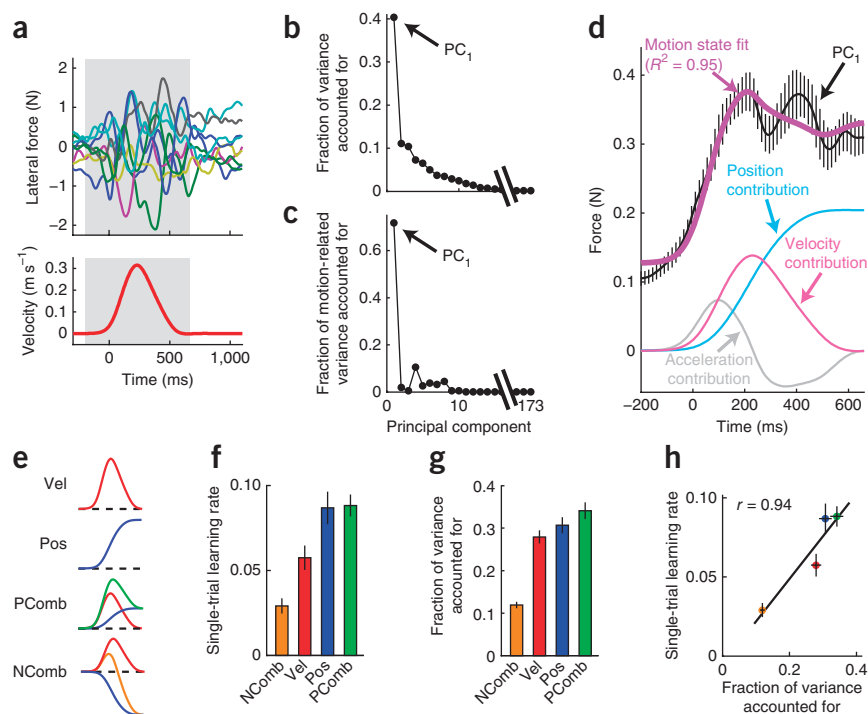 a
Lateral force (N)
2
1
0
−1
−2
Velocity (m s⁻¹)
0.3
0.2
0.1
0
0
500
1,000
Time (ms)
b
Fraction of variance
accounted for
0.4
0.3
0.2
0.1
0
PC₁
c
Fraction of motion-related
variance accounted for
0.6
0.4
0.2
0
PC₁
0
10
173
Principal component
d
Motion state fit
(R² = 0.95)
PC₁
Force (N)
0.4
0.3
0.2
0.1
0
Position
contribution
Velocity
contribution
Acceleration
contribution
−200
0
200
400
600
Time (ms)
e
Vel
Pos
PComb
NComb
f
Single-trial learning rate
0.10
0.05
0
NComb
Vel
Pos
PComb
g
Fraction of variance
accounted for
0.4
0.3
0.2
0.1
0
NComb
Vel
Pos
PComb
h
Single-trial learning rate
0.10
0.05
0
r = 0.94
0
0.2
0.4
Fraction of variance
accounted for